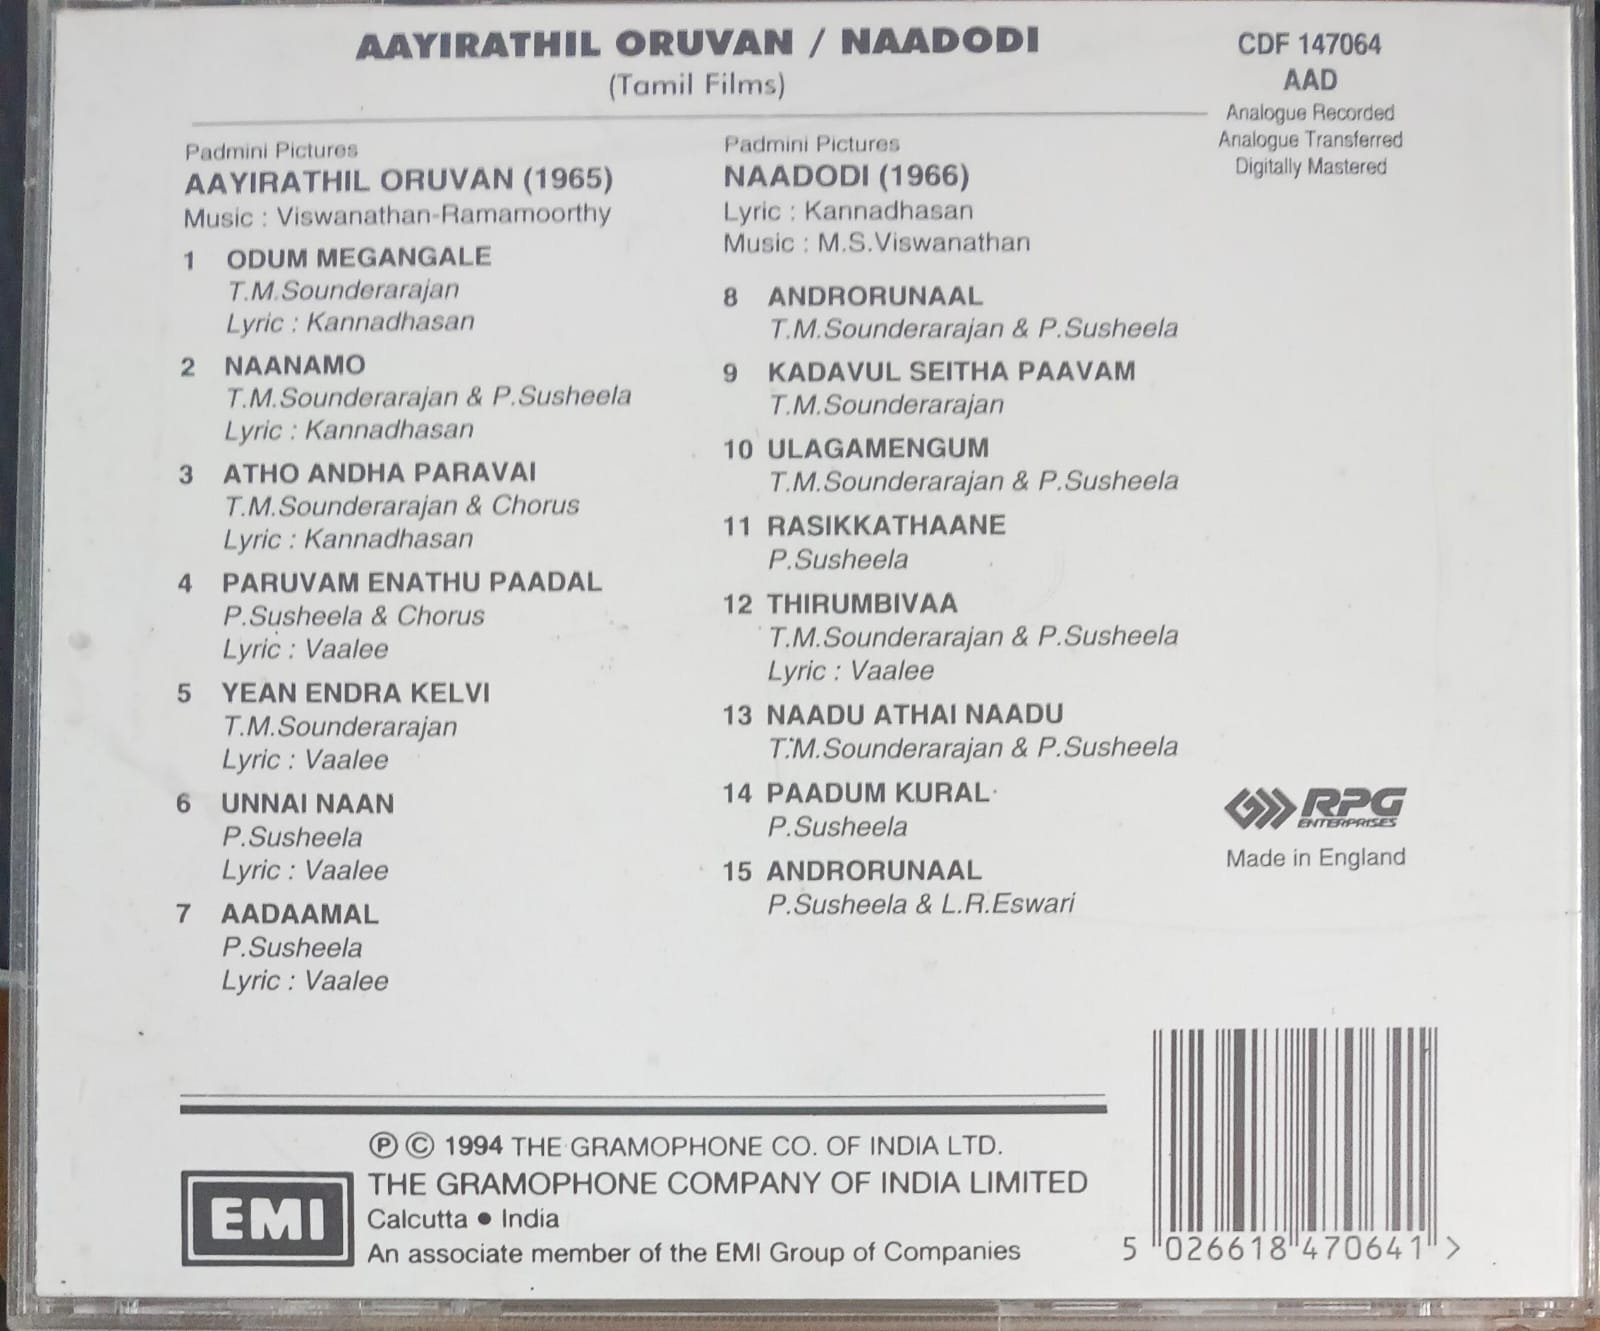 AAYIRATHIL ORUVAN / NAADODI
(Tamil Films)
CDF 147064
AAD
Analogue Recorded
Analogue Transferred
Digitally Mastered
Padmini Pictures
AAYIRATHIL ORUVAN (1965)
Music : Viswanathan-Ramamoorthy
1 ODUM MEGANGALE
T.M.Sounderarajan
Lyric : Kannadhasan
2 NAANAMO
T.M.Sounderarajan & P.Susheela
Lyric : Kannadhasan
3 ATHO ANDHA PARAVAI
T.M.Sounderarajan & Chorus
Lyric : Kannadhasan
4 PARUVAM ENATHU PAADAL
P.Susheela & Chorus
Lyric : Vaalee
5 YEAN ENDRA KELVI
T.M.Sounderarajan
Lyric : Vaalee
6 UNNAI NAAN
P.Susheela
Lyric : Vaalee
7 AADAAMAL
P.Susheela
Lyric : Vaalee
Padmini Pictures
NAADODI (1966)
Lyric : Kannadhasan
Music : M.S.Viswanathan
8 ANDRORUNAAL
T.M.Sounderarajan & P.Susheela
9 KADAVUL SEITHA PAAVAM
T.M.Sounderarajan
10 ULAGAMENGUM
T.M.Sounderarajan & P.Susheela
11 RASIKKATHAANE
P.Susheela
12 THIRUMBIVAA
T.M.Sounderarajan & P.Susheela
Lyric : Vaalee
13 NAADU ATHAI NAADU
T.M.Sounderarajan & P.Susheela
14 PAADUM KURAL
P.Susheela
15 ANDRORUNAAL
P.Susheela & L.R.Eswari
RPG
ENTERPRISES
Made in England
Ⓟ © 1994 THE GRAMOPHONE CO. OF INDIA LTD.
EMI
THE GRAMOPHONE COMPANY OF INDIA LIMITED
Calcutta ● India
An associate member of the EMI Group of Companies
5 026618 470641 >